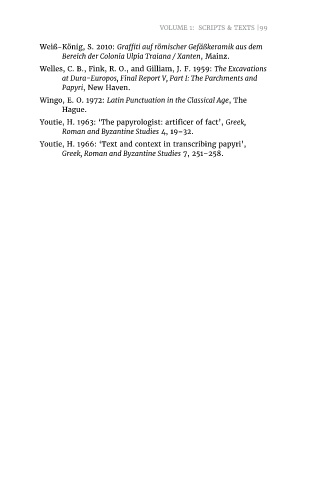 VOLUME 1: SCRIPTS & TEXTS |99
Weiß-König, S. 2010: Graffiti auf römischer Gefäßkeramik aus dem
Bereich der Colonia Ulpia Traiana / Xanten, Mainz.
Welles, C. B., Fink, R. O., and Gilliam, J. F. 1959: The Excavations
at Dura-Europos, Final Report V, Part I: The Parchments and
Papyri, New Haven.
Wingo, E. O. 1972: Latin Punctuation in the Classical Age, The
Hague.
Youtie, H. 1963: ‘The papyrologist: artificer of fact’, Greek,
Roman and Byzantine Studies 4, 19–32.
Youtie, H. 1966: ‘Text and context in transcribing papyri’,
Greek, Roman and Byzantine Studies 7, 251–258.